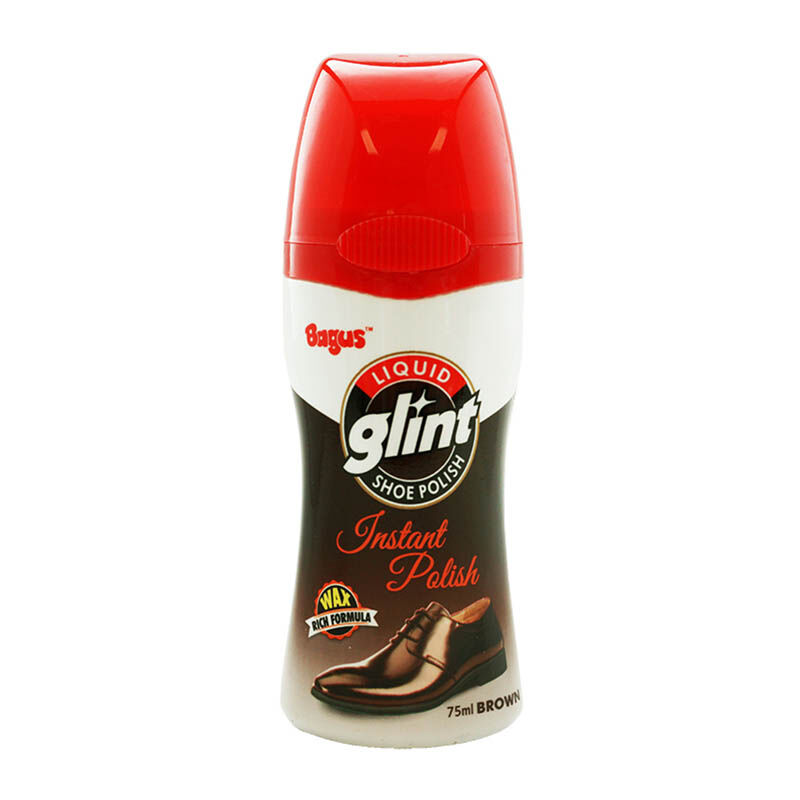 Bagus™
LIQUID
glint
SHOE POLISH
Instant
Polish
WAX
RICH FORMULA
75ml BROWN